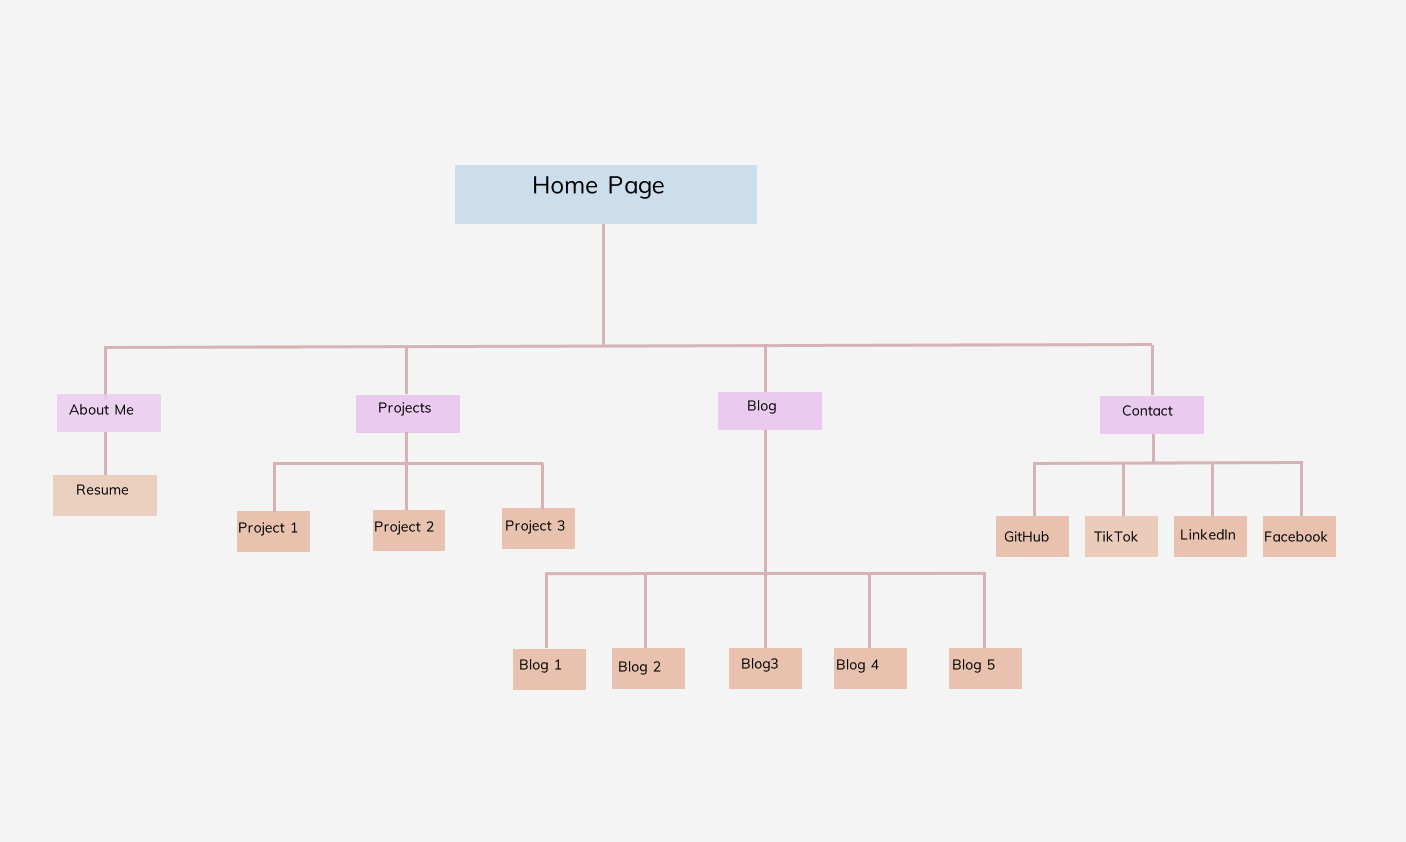 Home Page
About Me
Projects
Blog
Contact
Resume
Project 1
Project 2
Project 3
GitHub
TikTok
LinkedIn
Facebook
Blog 1
Blog 2
Blog3
Blog 4
Blog 5